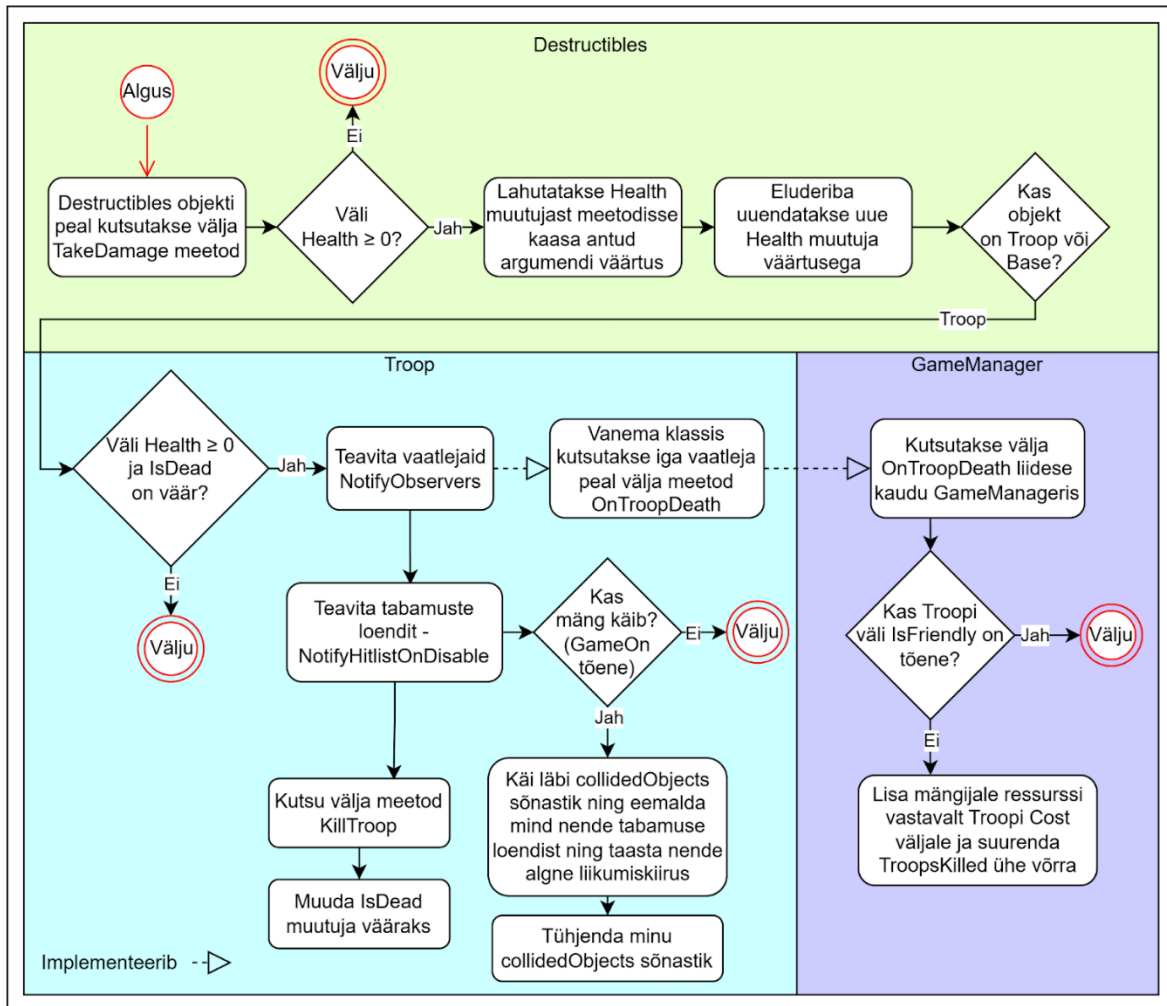 Destructibles
Algus
Välju
Ei
Destructibles objekti
peal kutsutakse välja
TakeDamage meetod
Väli
Health ≥ 0?
Jah
Lahutatakse Health
muutujast meetodisse
kaasa antud
argumendi väärtus
Eluderiba
uuendatakse uue
Health muutuja
väärtusega
Kas
objekt
on Troop või
Base?
Troop
Troop
Väli Health ≥ 0
ja IsDead
on väär?
Jah
Ei
Välju
Teavita vaatlejaid
NotifyObservers
Vanema klassis
kutsutakse iga vaatleja
peal välja meetod
OnTroopDeath
Teavita tabamuste
loendit -
NotifyHitlistOnDisable
Kas
mäng käib?
(GameOn
tõene)
Ei
Välju
Jah
Kutsu välja meetod
KillTroop
Muuda IsDead
muutuja vääraks
Käi läbi collidedObjects
sõnastik ning eemalda
mind nende tabamuse
loendist ning taasta nende
algne liikumiskiirus
Tühjenda minu
collidedObjects sõnastik
Implementeerib
GameManager
Kutsutakse välja
OnTroopDeath liidese
kaudu GameManageris
Kas Troopi
väli IsFriendly on
tõene?
Jah
Välju
Ei
Lisa mängijale ressurssi
vastavalt Troopi Cost
väljale ja suurenda
TroopsKilled ühe võrra